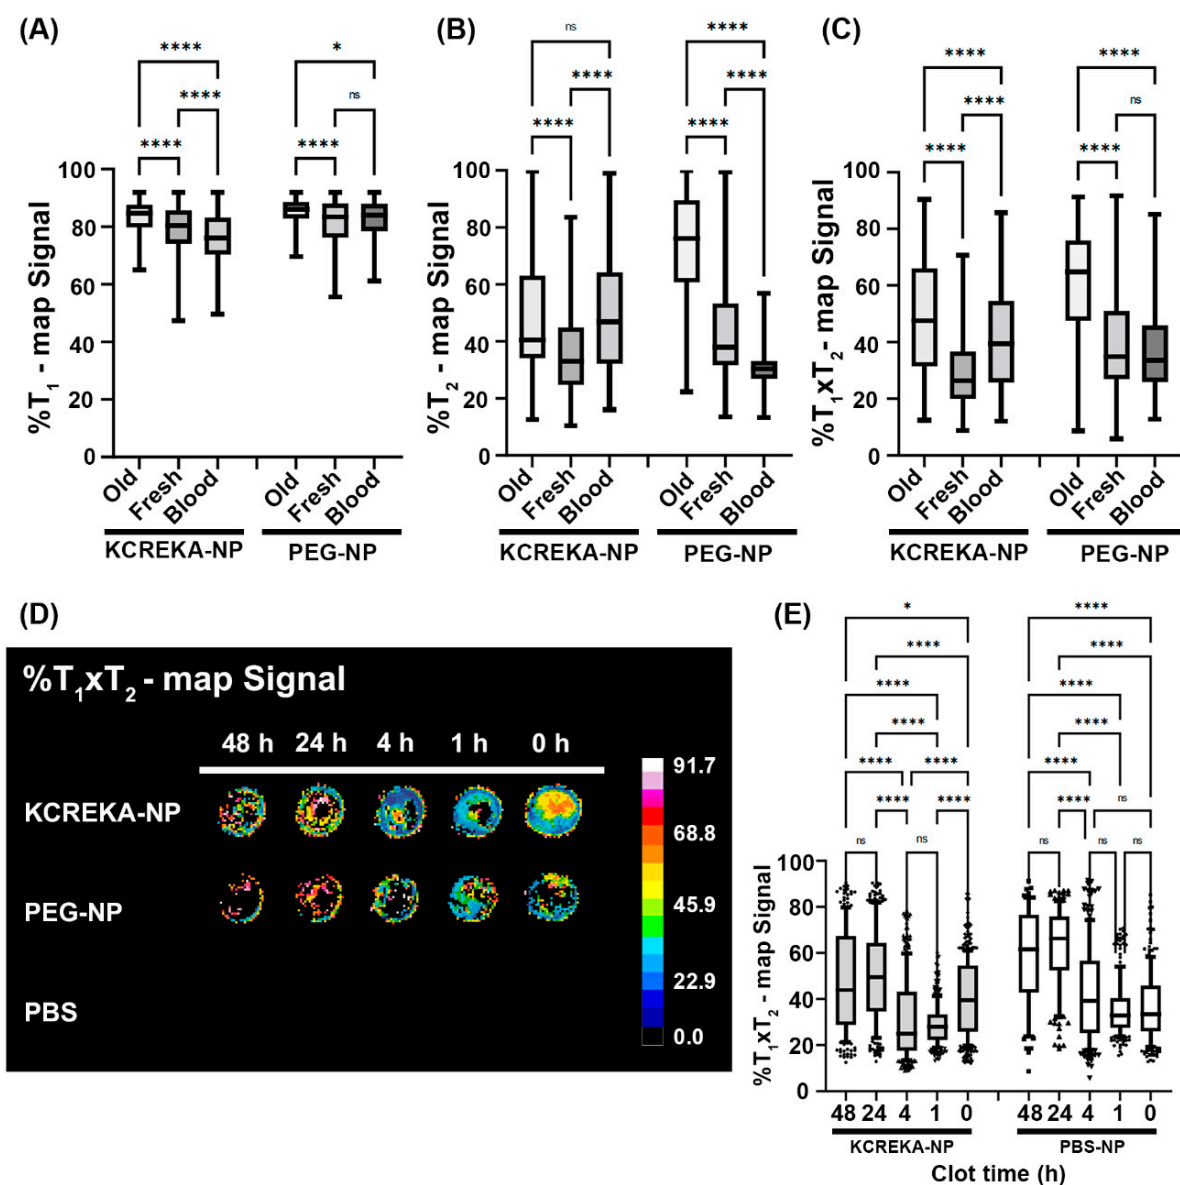 (A)
**** *
**** ns
**** ****
%T1 - map Signal
100
80
60
40
20
0
Old Fresh Blood Old Fresh Blood
KCREKA-NP PEG-NP
(B)
ns ****
**** ****
**** ****
%T2 - map Signal
100
80
60
40
20
0
Old Fresh Blood Old Fresh Blood
KCREKA-NP PEG-NP
(C)
**** ****
**** ns
**** ****
%T1xT2 - map Signal
100
80
60
40
20
0
Old Fresh Blood Old Fresh Blood
KCREKA-NP PEG-NP
(D)
%T1xT2 - map Signal
48 h 24 h 4 h 1 h 0 h
KCREKA-NP
PEG-NP
PBS
91.7
68.8
45.9
22.9
0.0
(E)
* ****
**** ****
**** ****
**** ****
**** **** ****
**** **** **** ns
ns ns ns ns ns
%T1xT2 - map Signal
100
80
60
40
20
0
48 24 4 1 0 48 24 4 1 0
KCREKA-NP PBS-NP
Clot time (h)